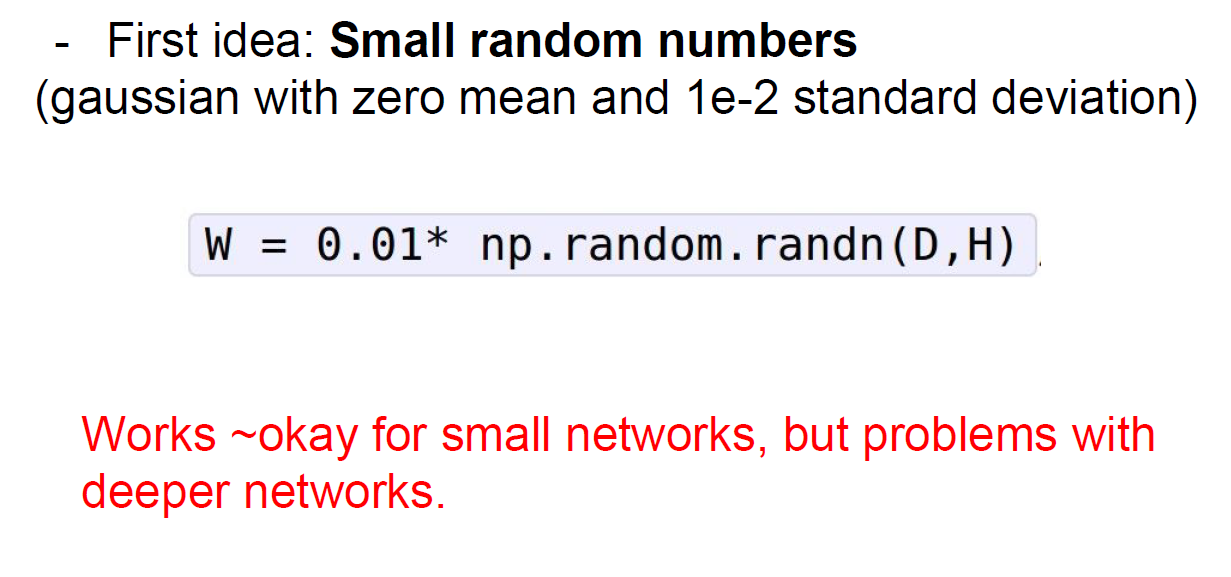 - First idea: Small random numbers
(gaussian with zero mean and 1e-2 standard deviation)
W = 0.01* np.random.randn(D,H)
Works ~okay for small networks, but problems with
deeper networks.